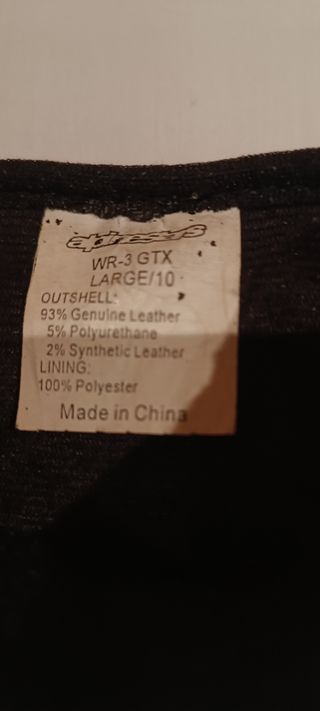 alpinestars
WR-3 GTX
LARGE/10
OUTSHELL:
93% Genuine Leather
5% Polyurethane
2% Synthetic Leather
LINING:
100% Polyester
Made in China